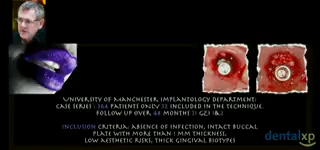 University of Manchester, Implantology Department:
Case Series: 164 patients only 32 included in the technique.
Follow up over 48 months
Inclusion criteria: absence of infection, intact buccal
plate with more than 1 mm thickness,
low aesthetic risks, thick gingival biotypes
dentalxp